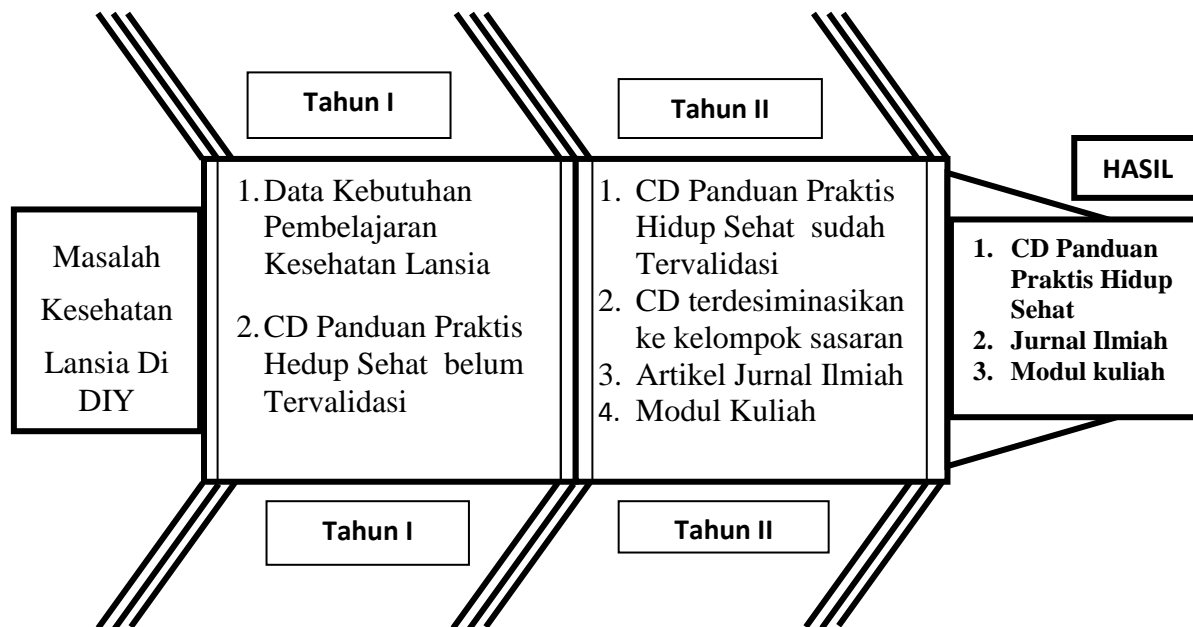 Tahun I
Tahun II
HASIL
Masalah
Kesehatan
Lansia Di
DIY
1. Data Kebutuhan
Pembelajaran
Kesehatan Lansia
2. CD Panduan Praktis
Hedup Sehat belum
Tervalidasi
1. CD Panduan Praktis
Hidup Sehat sudah
Tervalidasi
2. CD terdesiminasikan
ke kelompok sasaran
3. Artikel Jurnal Ilmiah
4. Modul Kuliah
1. CD Panduan
Praktis Hidup
Sehat
2. Jurnal Ilmiah
3. Modul kuliah
Tahun I
Tahun II